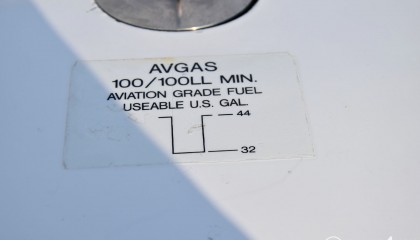 AVGAS
100/100LL MIN.
AVIATION GRADE FUEL
USEABLE U.S. GAL.
44
32